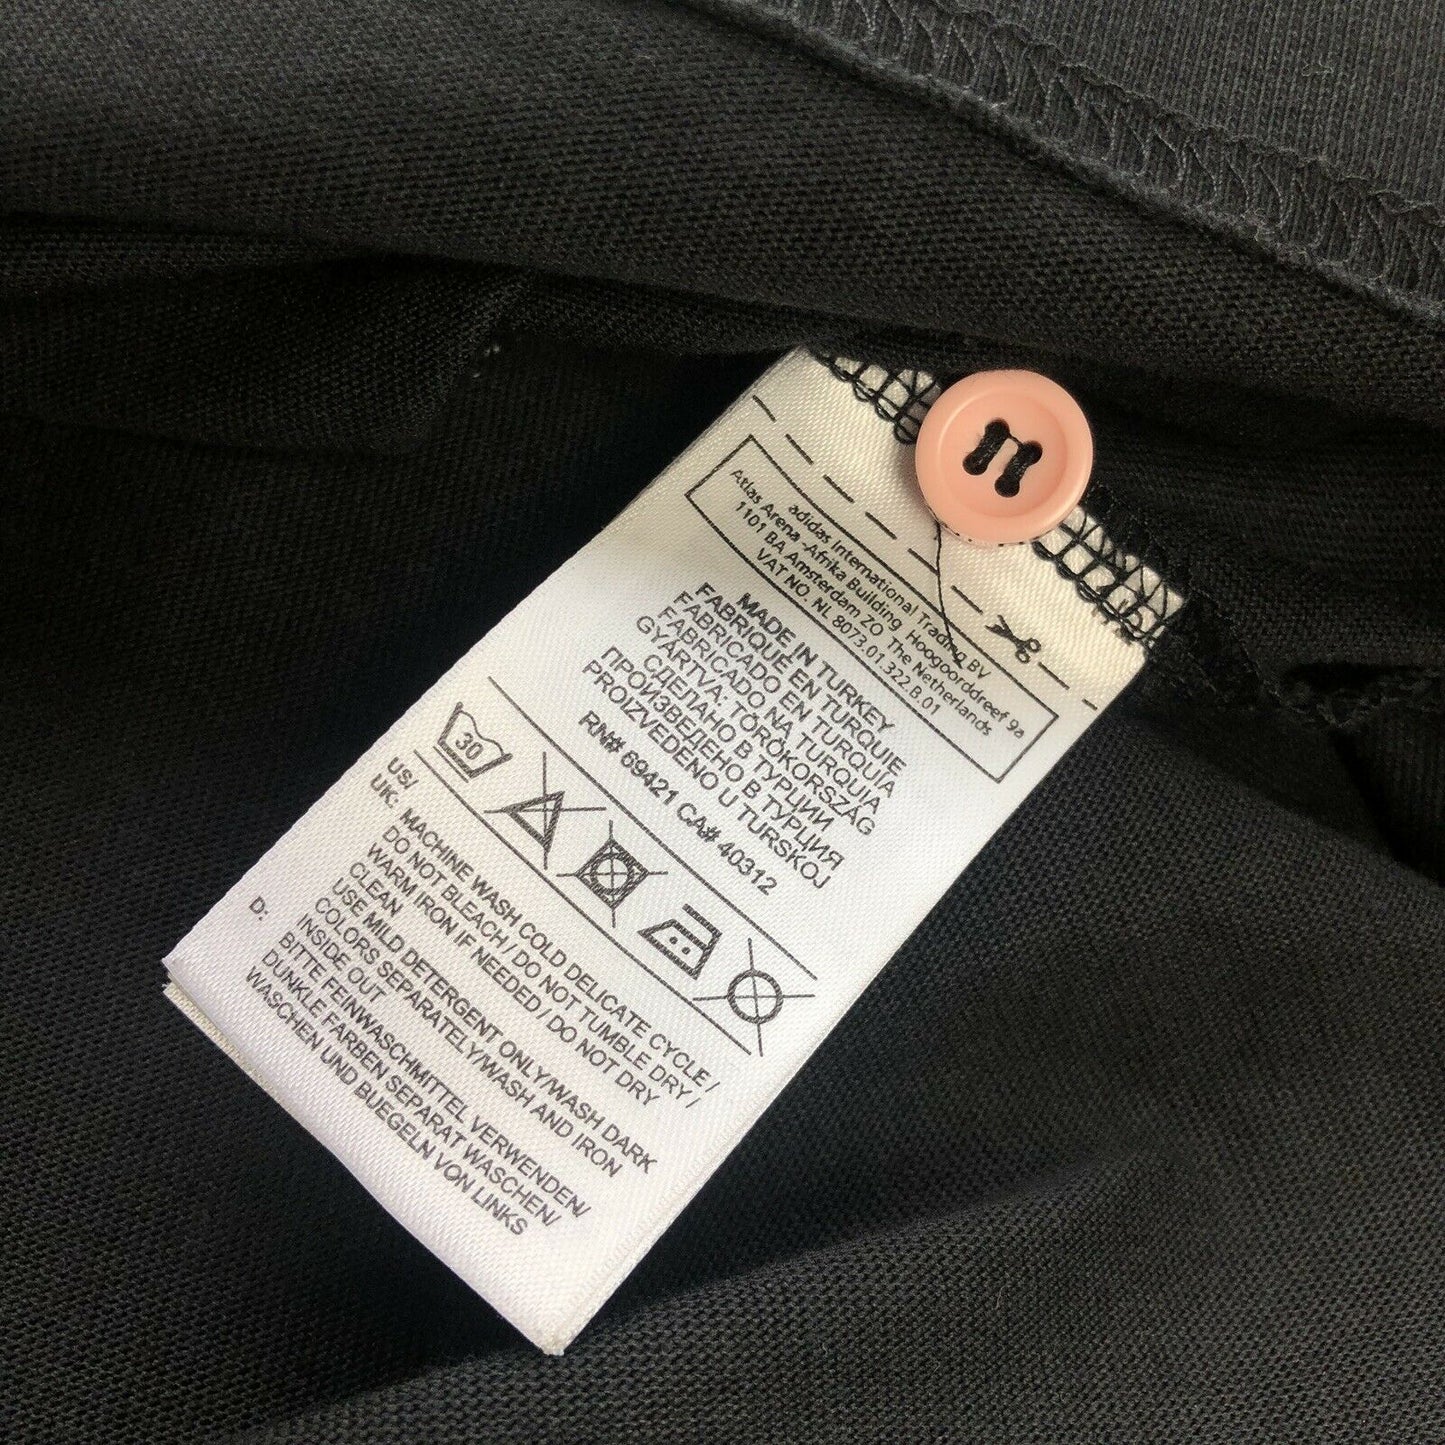 adidas International Trading BV
Atlas Arena -Afrika Building Hoogoorddreef 9a
1101 BA Amsterdam ZO The Netherlands
VAT NO. NL 8073.01.322.B.01
MADE IN TURKEY
FABRIQUÉ EN TURQUIE
FABRICADO EN TURQUÍA
FABRICADO NA TURQUIA
GYÁRTVA: TÖRÖKORSZÁG
СДЕЛАНО В ТУРЦИИ
ПРОИЗВЕДЕНО В ТУРЦИЯ
PROIZVEDENO U TURSKOJ
RN# 69421 CA# 40312
30
US/
UK: MACHINE WASH COLD DELICATE CYCLE /
DO NOT BLEACH / DO NOT TUMBLE DRY /
WARM IRON IF NEEDED / DO NOT DRY
CLEAN
USE MILD DETERGENT ONLY/WASH DARK
COLORS SEPARATELY/WASH AND IRON
INSIDE OUT
D: BITTE FEINWASCHMITTEL VERWENDEN/
DUNKLE FARBEN SEPARAT WASCHEN/
WASCHEN UND BUEGELN VON LINKS